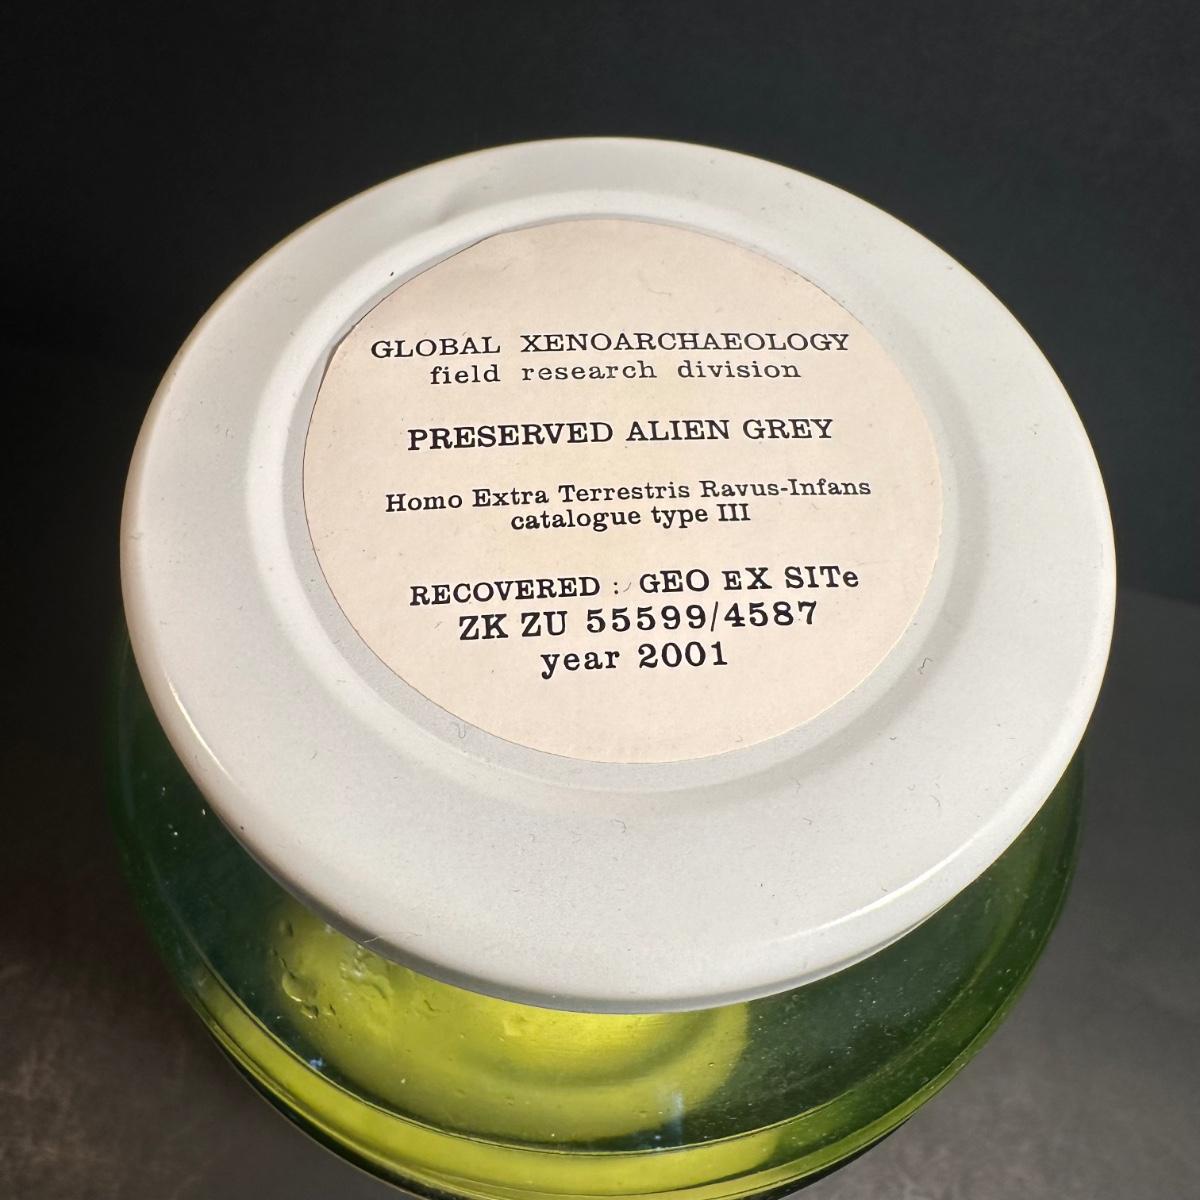 GLOBAL XENOARCHAEOLOGY
field research division
PRESERVED ALIEN GREY
Homo Extra Terrestris Ravus-Infans
catalogue type III
RECOVERED : GEO EX SITe
ZK ZU 55599/4587
year 2001